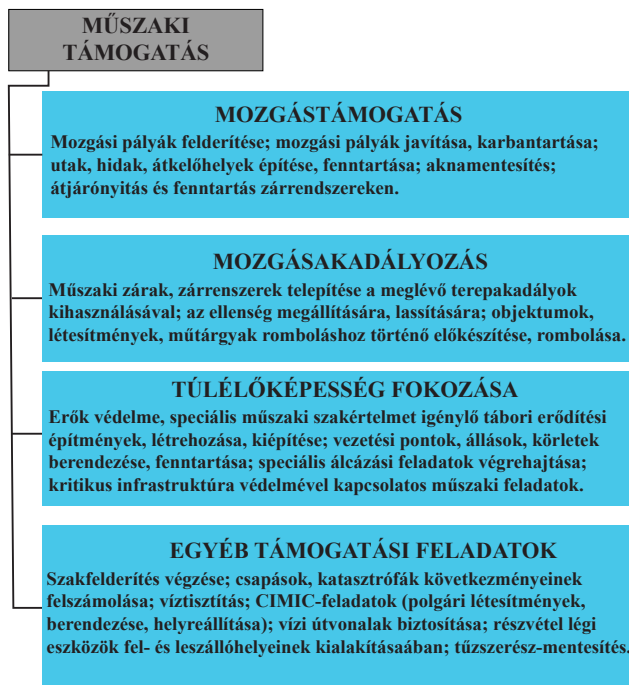 MŰSZAKI
TÁMOGATÁS
MOZGÁSTÁMOGATÁS
Mozgási pályák felderítése; mozgási pályák javítása, karbantartása;
utak, hidak, átkelőhelyek építése, fenntartása; aknamentesítés;
átjárónyitás és fenntartás zárrendszereken.
MOZGÁSAKADÁLYOZÁS
Műszaki zárak, zárrenszerek telepítése a meglévő terepakadályok
kihasználásával; az ellenség megállítására, lassítására; objektumok,
létesítmények, műtárgyak romboláshoz történő előkészítése, rombolása.
TÚLÉLŐKÉPESSÉG FOKOZÁSA
Erők védelme, speciális műszaki szakértelmet igénylő tábori erődítési
építmények, létrehozása, kiépítése; vezetési pontok, állások, körletek
berendezése, fenntartása; speciális álcázási feladatok végrehajtása;
kritikus infrastruktúra védelmével kapcsolatos műszaki feladatok.
EGYÉB TÁMOGATÁSI FELADATOK
Szakfelderítés végzése; csapások, katasztrófák következményeinek
felszámolása; víztisztítás; CIMIC-feladatok (polgári létesítmények,
berendezése, helyreállítása); vízi útvonalak biztosítása; részvétel légi
eszközök fel- és leszállóhelyeinek kialakításaában; tűzszerész-mentesítés.